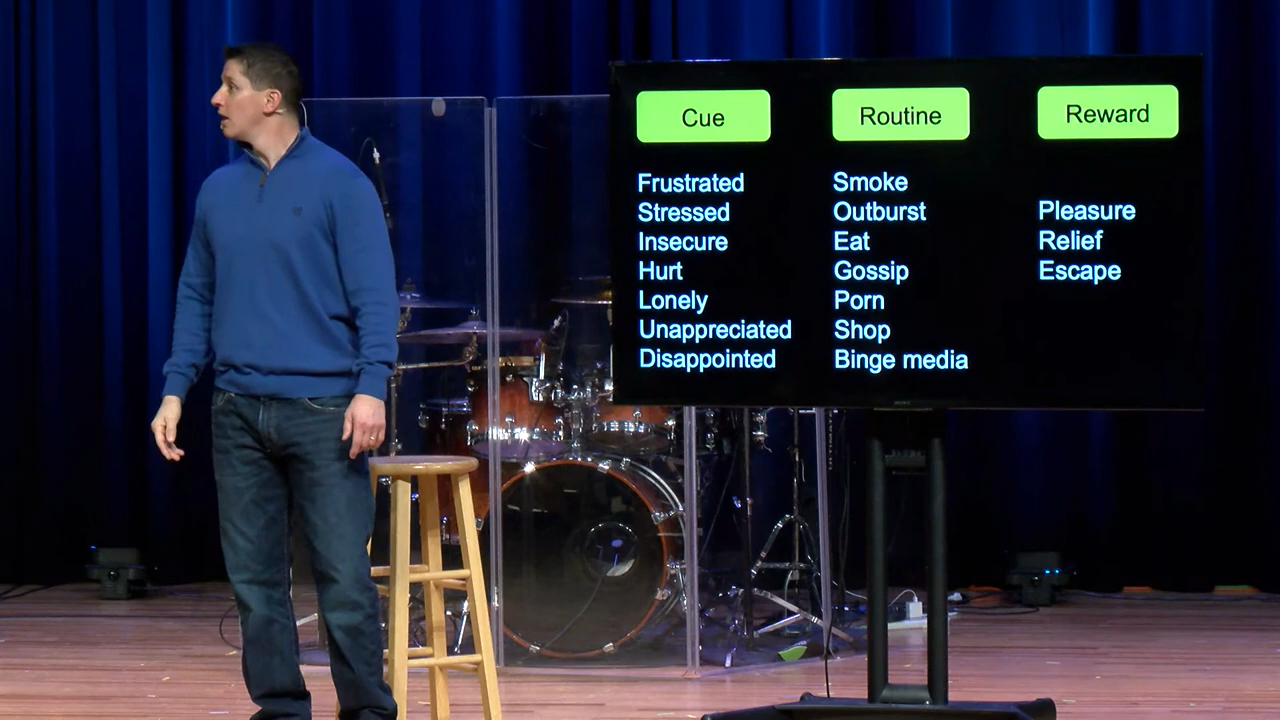 Cue
Routine
Reward
Frustrated
Stressed
Insecure
Hurt
Lonely
Unappreciated
Disappointed
Smoke
Outburst
Eat
Gossip
Porn
Shop
Binge media
Pleasure
Relief
Escape